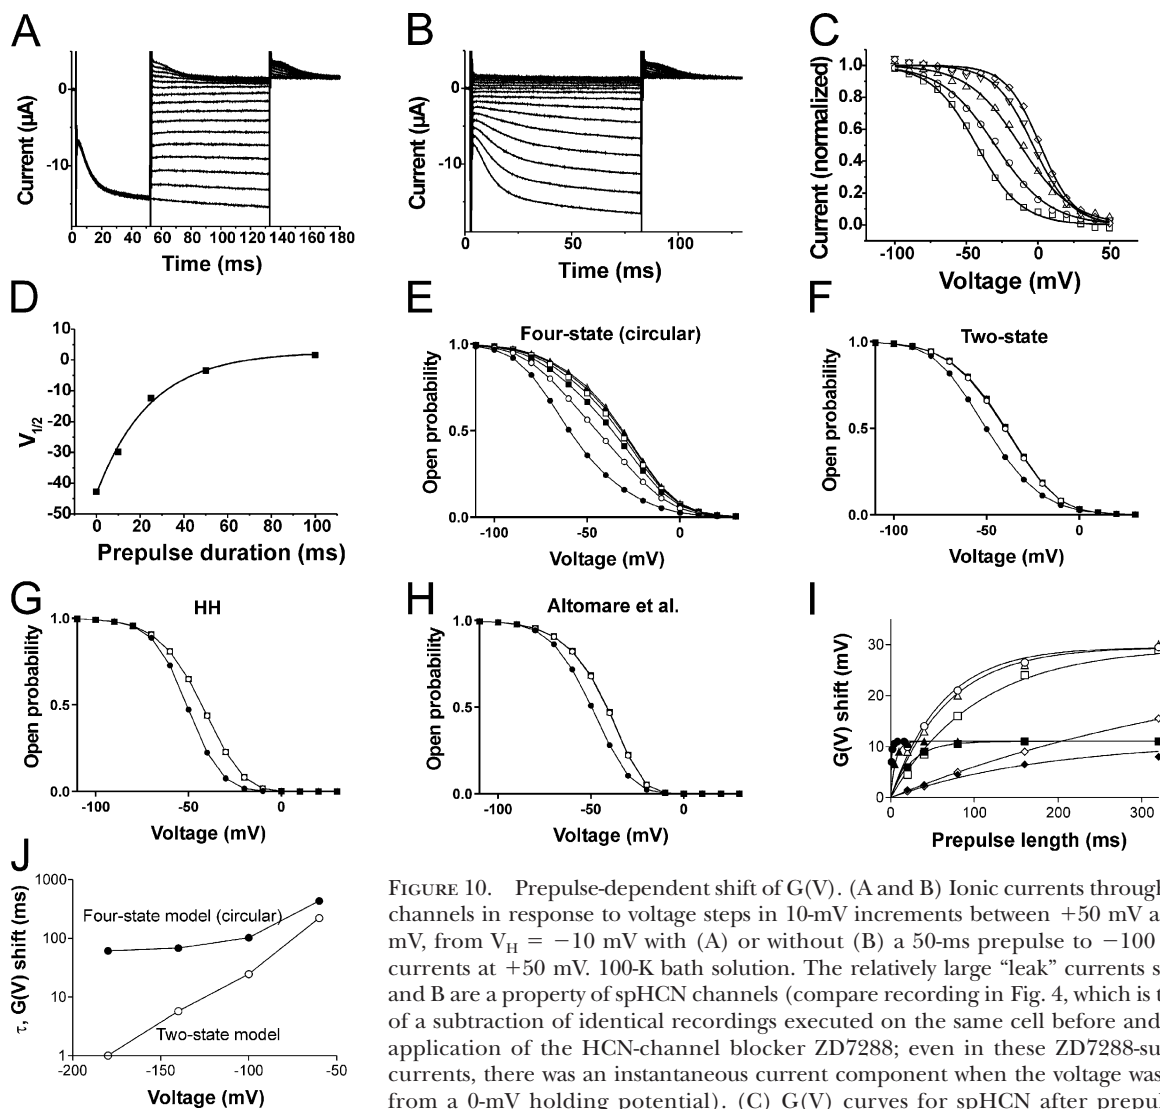 A
B
C
0
-10
Current (µA)
0 20 40 60 80 100 120 140 160 180
Time (ms)
0
-10
Current (µA)
0 50 100
Time (ms)
1.0
0.8
0.6
0.4
0.2
0.0
Current (normalized)
-100 -50 0 50
Voltage (mV)
D
E
F
10
0
-10
-20
-30
-40
-50
V1/2
0 20 40 60 80 100
Prepulse duration (ms)
Four-state (circular)
1.0
0.5
0.0
Open probability
-100 -50 0
Voltage (mV)
Two-state
1.0
0.5
0.0
Open probability
-100 -50 0
Voltage (mV)
G
H
I
HH
1.0
0.5
0.0
Open probability
-100 -50 0
Voltage (mV)
Altomare et al.
1.0
0.5
0.0
Open probability
-100 -50 0
Voltage (mV)
30
20
10
0
G(V) shift (mV)
0 100 200 300
Prepulse length (ms)
J
1000
100
10
1
τ, G(V) shift (ms)
Four-state model (circular)
Two-state model
-200 -150 -100 -50
Voltage (mV)
FIGURE 10. Prepulse-dependent shift of G(V). (A and B) Ionic currents through
channels in response to voltage steps in 10-mV increments between +50 mV a
mV, from VH = −10 mV with (A) or without (B) a 50-ms prepulse to −100
currents at +50 mV. 100-K bath solution. The relatively large “leak” currents s
and B are a property of spHCN channels (compare recording in Fig. 4, which is t
of a subtraction of identical recordings executed on the same cell before and
application of the HCN-channel blocker ZD7288; even in these ZD7288-su
currents, there was an instantaneous current component when the voltage was
from a 0-mV holding potential). (C) G(V) curves for spHCN after prepul